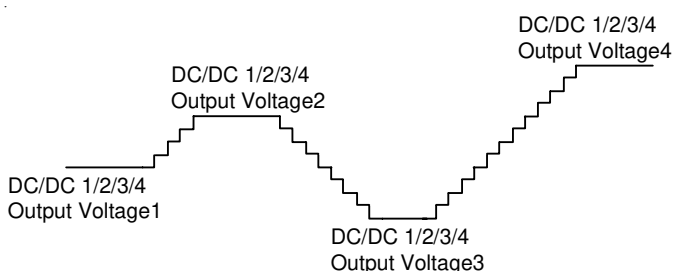 DC/DC 1/2/3/4
Output Voltage4
DC/DC 1/2/3/4
Output Voltage2
DC/DC 1/2/3/4
Output Voltage1
DC/DC 1/2/3/4
Output Voltage3